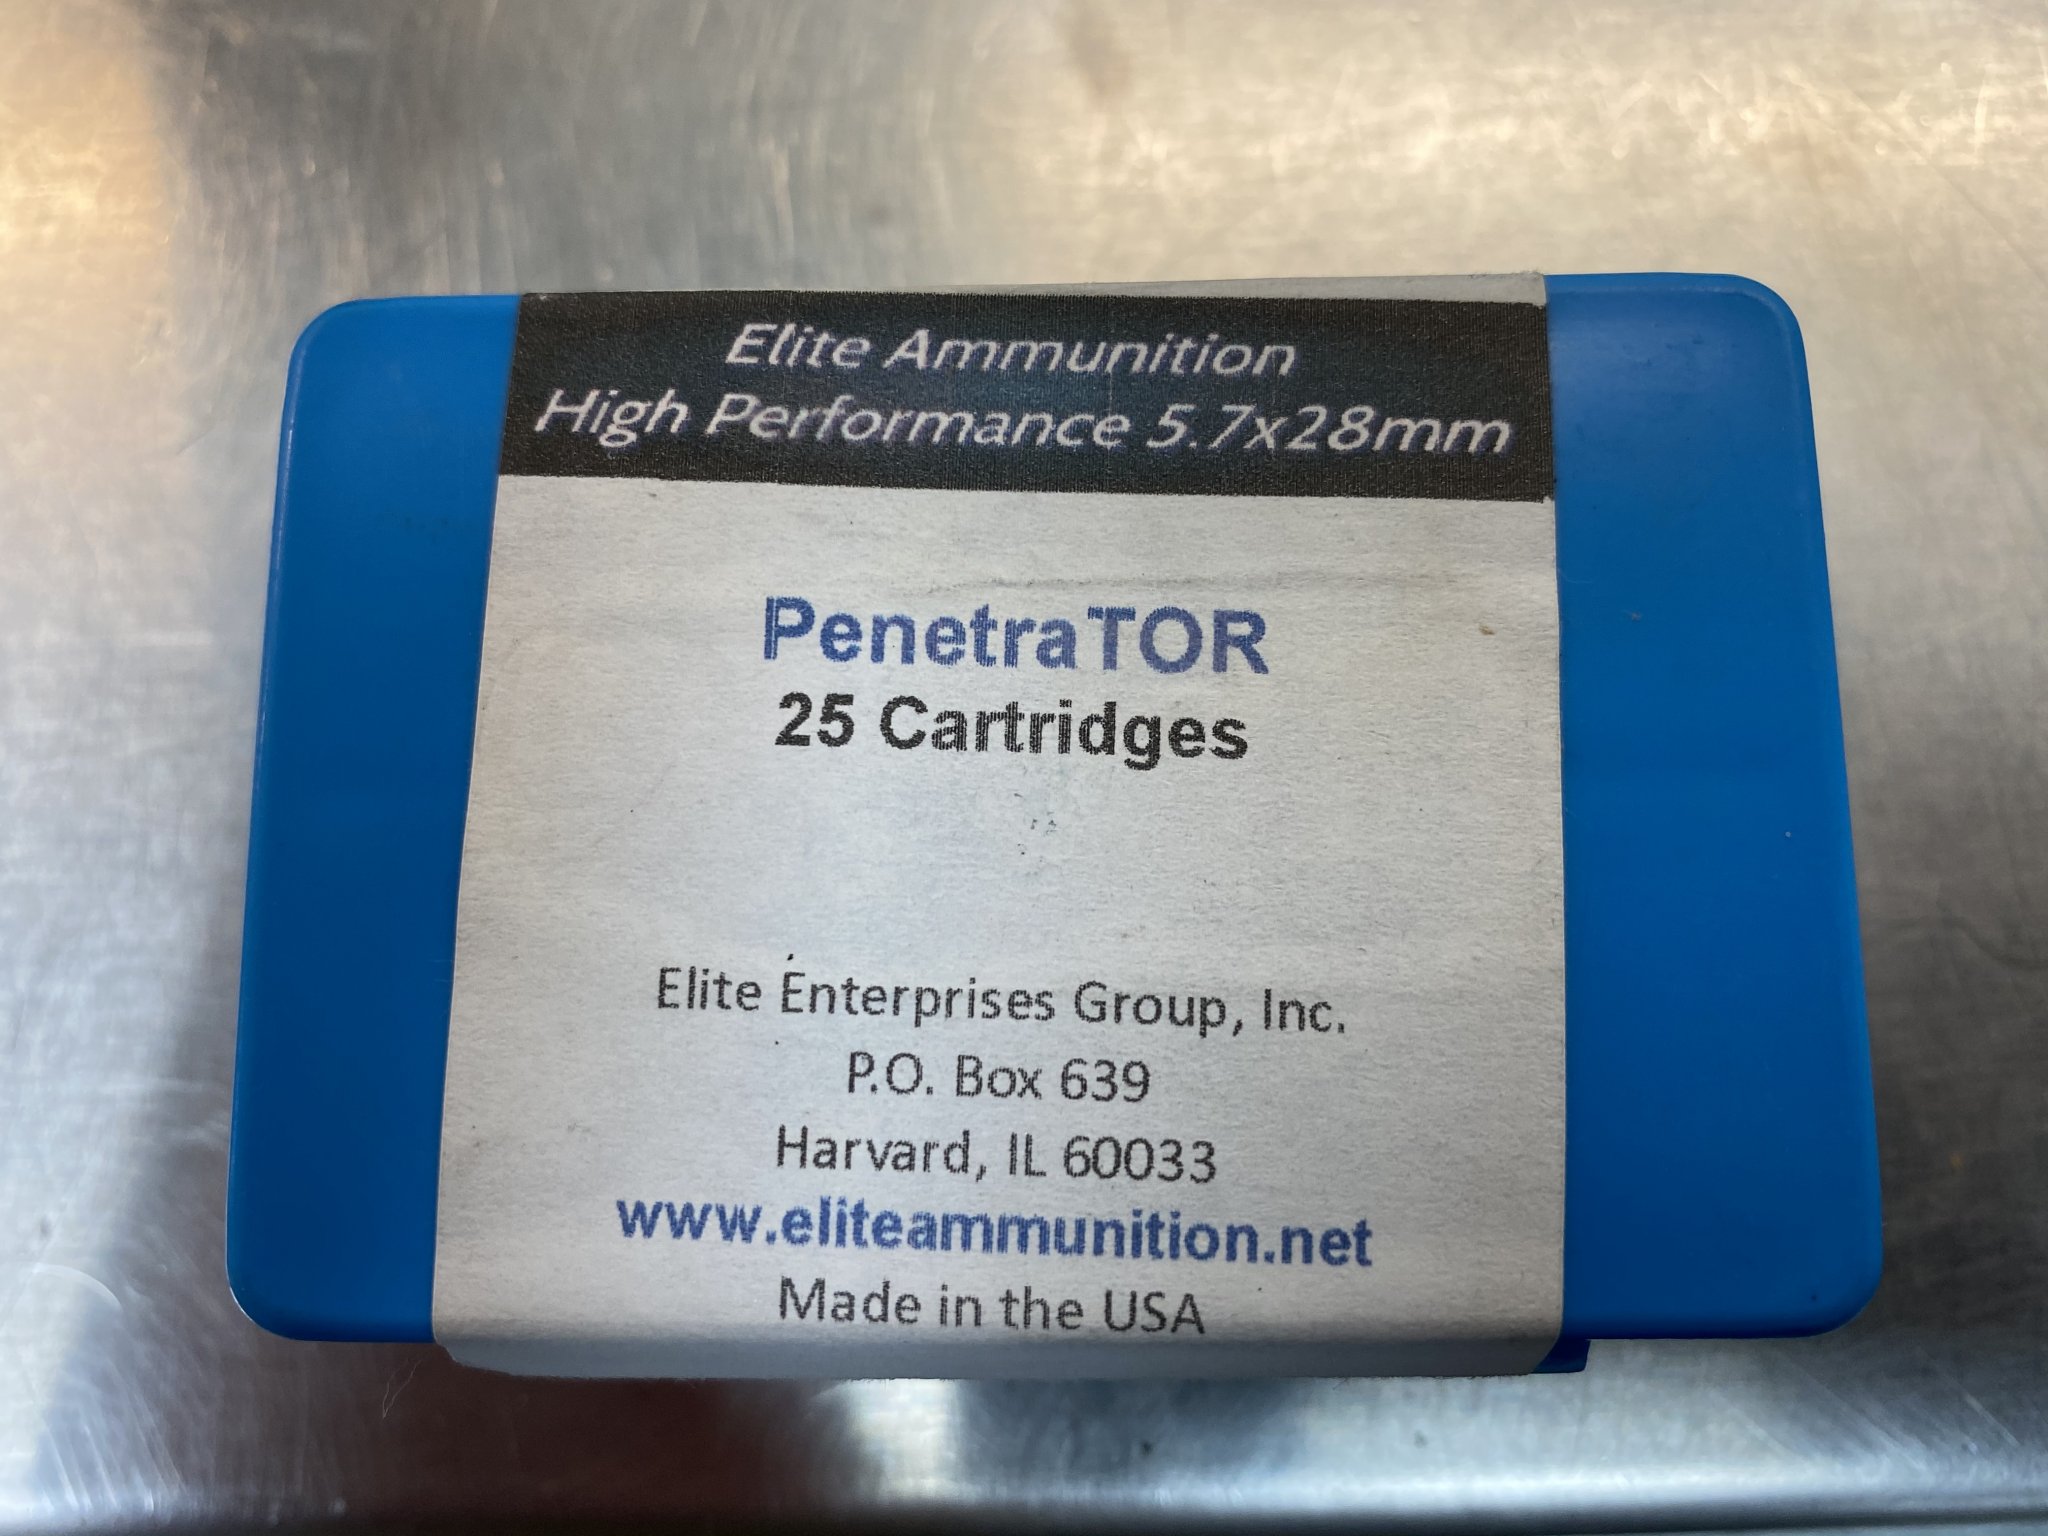 Elite Ammunition
High Performance 5.7x28mm
PenetraTOR
25 Cartridges
Elite Enterprises Group, Inc.
P.O. Box 639
Harvard, IL 60033
www.eliteammunition.net
Made in the USA